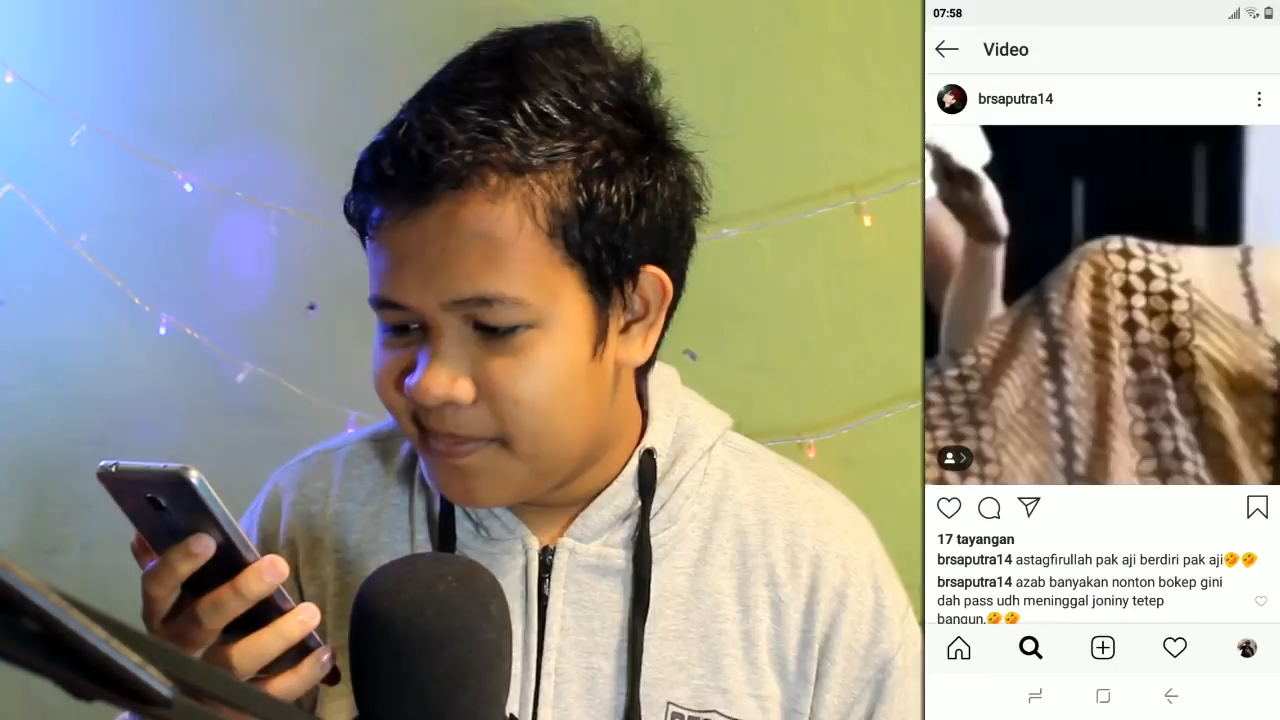 07:58
Video
brsaputra14
17 tayangan
brsaputra14 astagfirullah pak aji berdiri pak aji🤣🤣
brsaputra14 azab banyakan nonton bokep gini
dah pass udh meninggal joniny tetep
bangun.🤣🤣